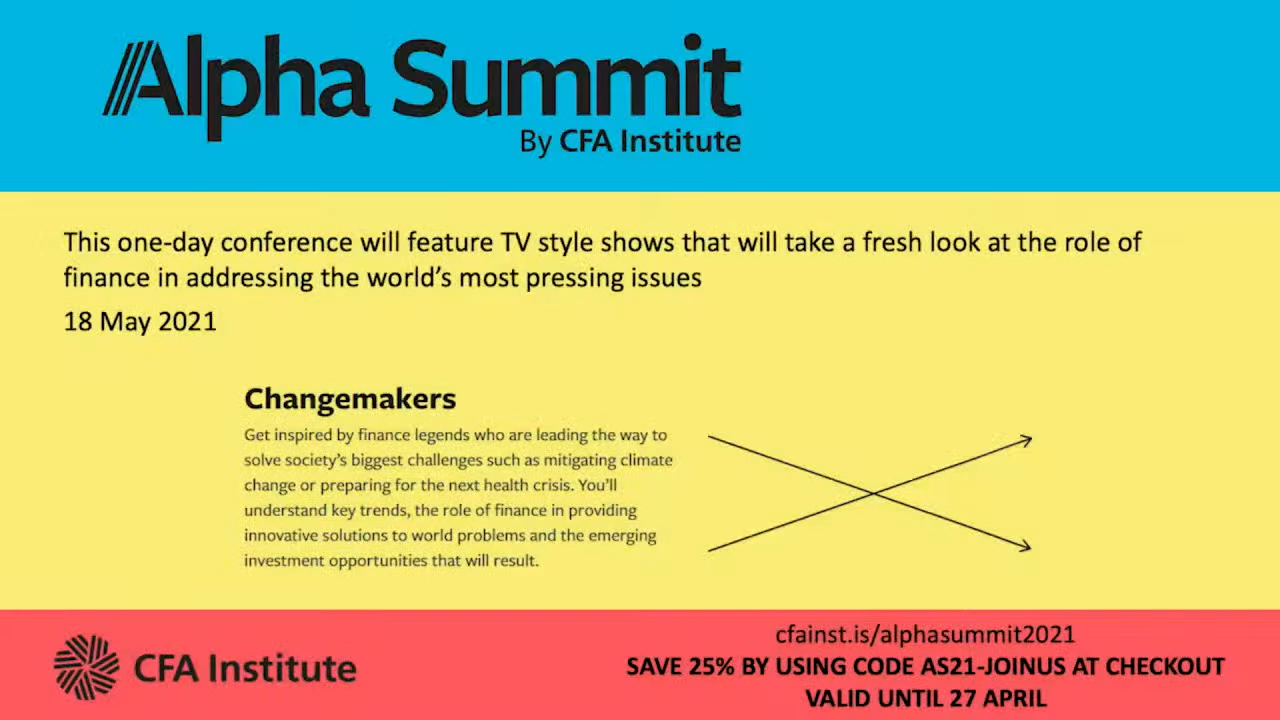 Alpha Summit
By CFA Institute
This one-day conference will feature TV style shows that will take a fresh look at the role of
finance in addressing the world's most pressing issues
18 May 2021
Changemakers
Get inspired by finance legends who are leading the way to
solve society's biggest challenges such as mitigating climate
change or preparing for the next health crisis. You'll
understand key trends, the role of finance in providing
innovative solutions to world problems and the emerging
investment opportunities that will result.
CFA Institute
cfainst.is/alphasummit2021
SAVE 25% BY USING CODE AS21-JOINUS AT CHECKOUT
VALID UNTIL 27 APRIL